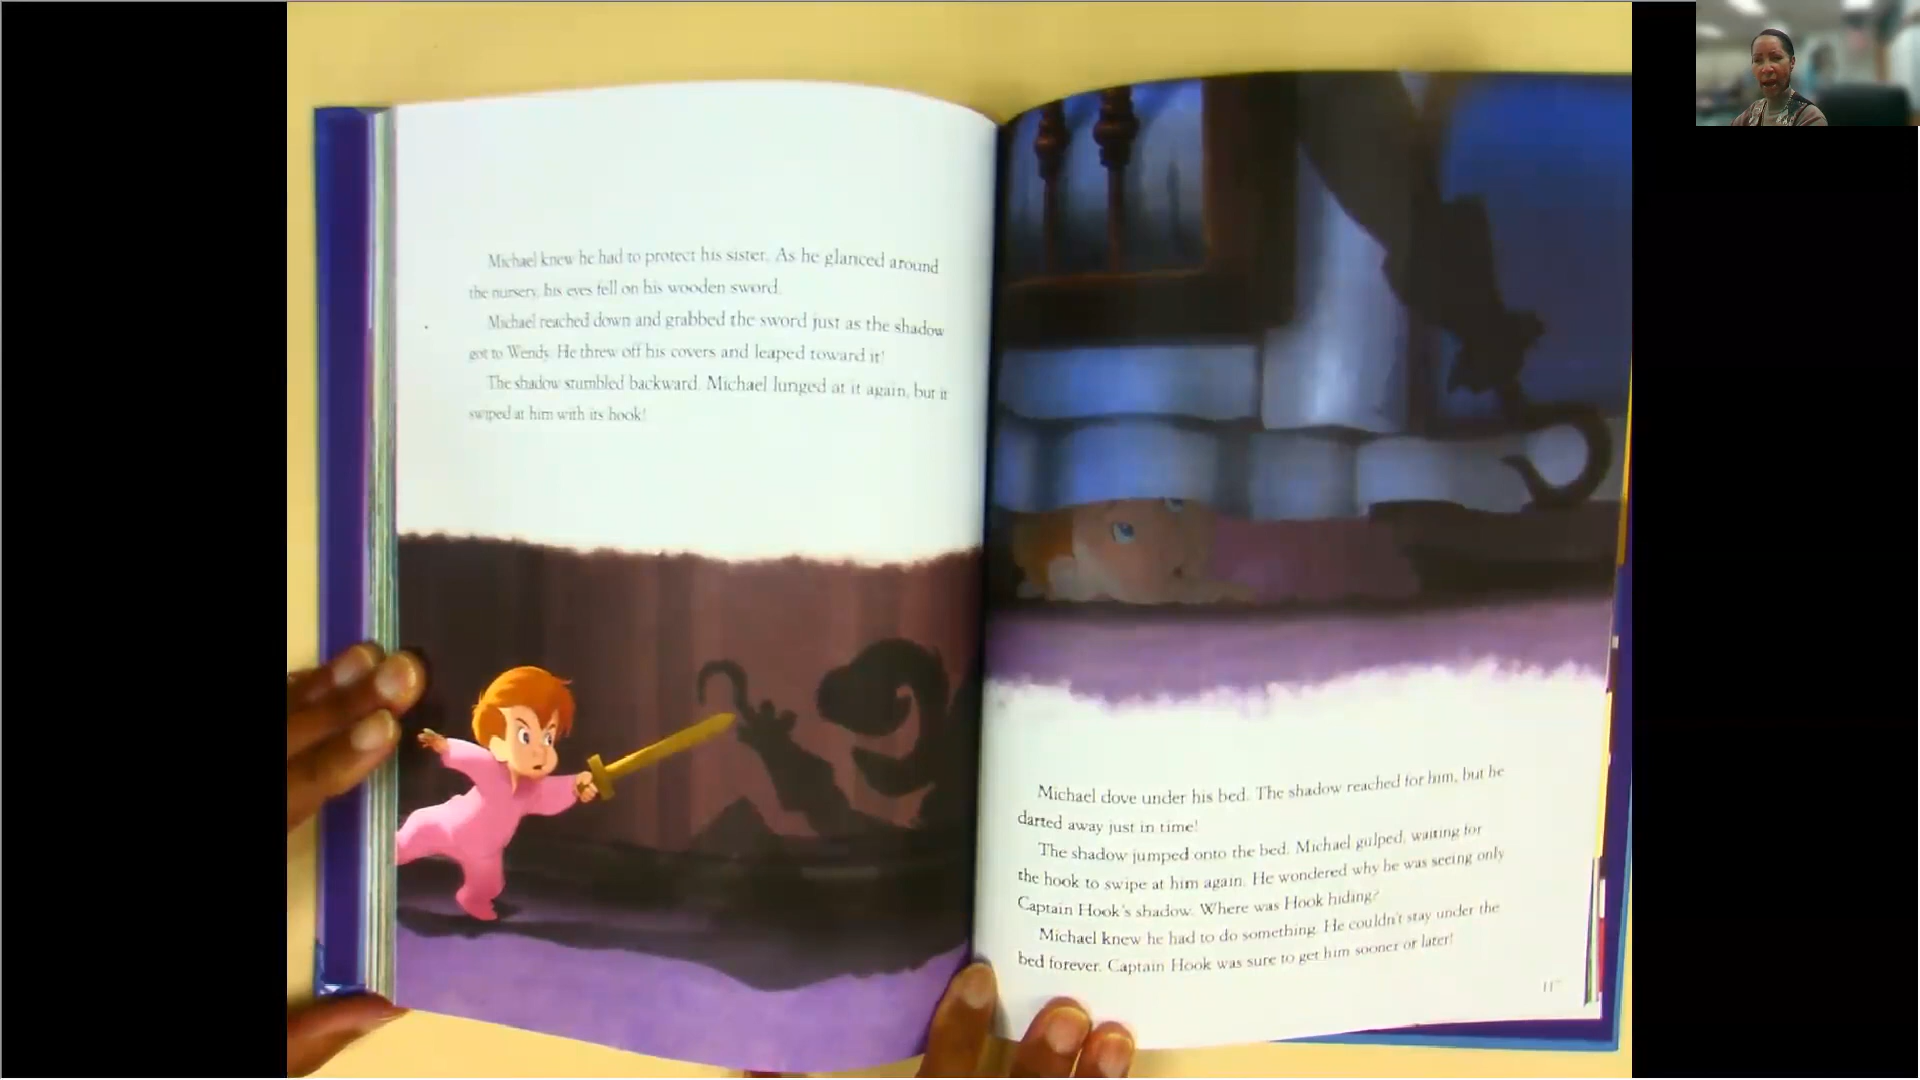 Michael knew he had to protect his sister. As he glanced around
the nursery, his eyes fell on his wooden sword.
Michael reached down and grabbed the sword just as the shadow
got to Wendy. He threw off his covers and leaped toward it!
The shadow stumbled backward. Michael lunged at it again, but it
swiped at him with its hook!
Michael dove under his bed. The shadow reached for him, but he
darted away just in time!
The shadow jumped onto the bed. Michael gulped, waiting for
the hook to swipe at him again. He wondered why he was seeing only
Captain Hook's shadow. Where was Hook hiding?
Michael knew he had to do something. He couldn't stay under the
bed forever. Captain Hook was sure to get him sooner or later!